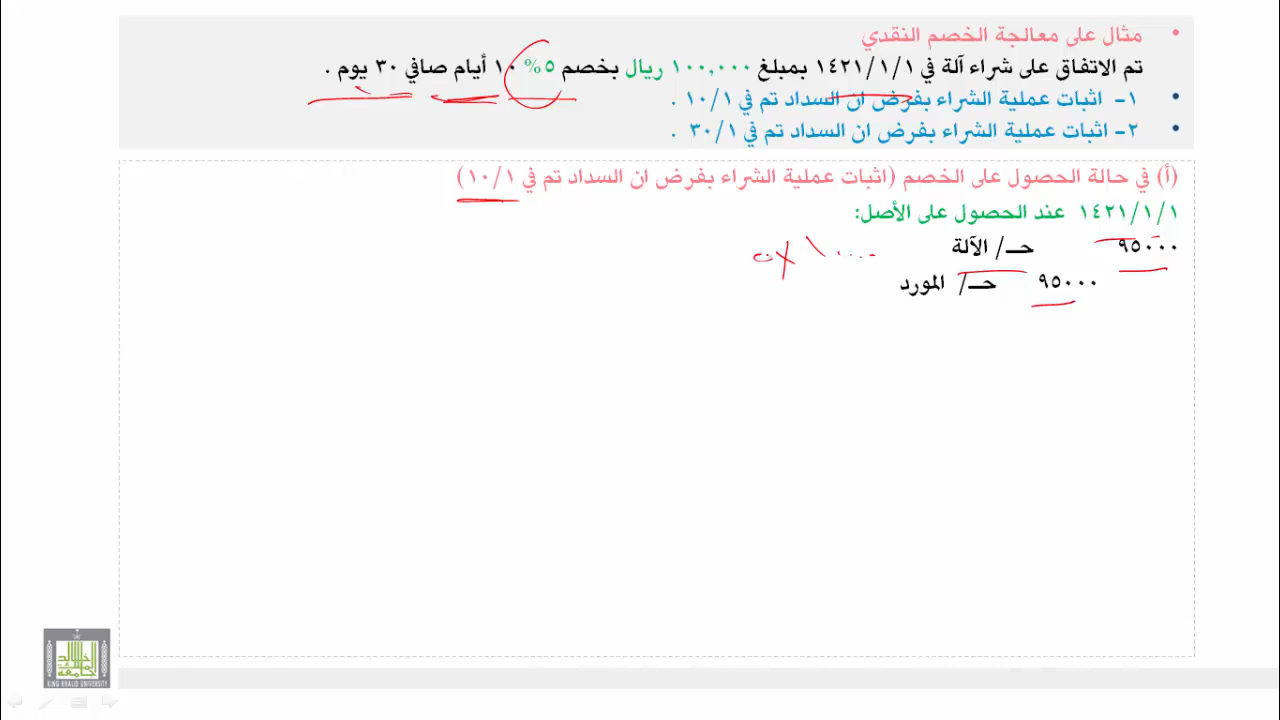 مثال على معالجة الخصم النقدي
تم الاتفاق على شراء آلة في ١٤٢١/١/١ بمبلغ ١٠٠,٠٠٠ ريال بخصم ٥% ١٠ أيام صافي ٣٠ يوم .
١- اثبات عملية الشراء بفرض ان السداد تم في ١٠/١ .
٢- اثبات عملية الشراء بفرض ان السداد تم في ٣٠/١ .
(أ) في حالة الحصول على الخصم (اثبات عملية الشراء بفرض ان السداد تم في ١٠/١)
١٤٢١/١/١ عند الحصول على الأصل:
٩٥٠٠٠ حـ/ الآلة
٩٥٠٠٠ حـ/ المورد
KING KHALID UNIVERSITY